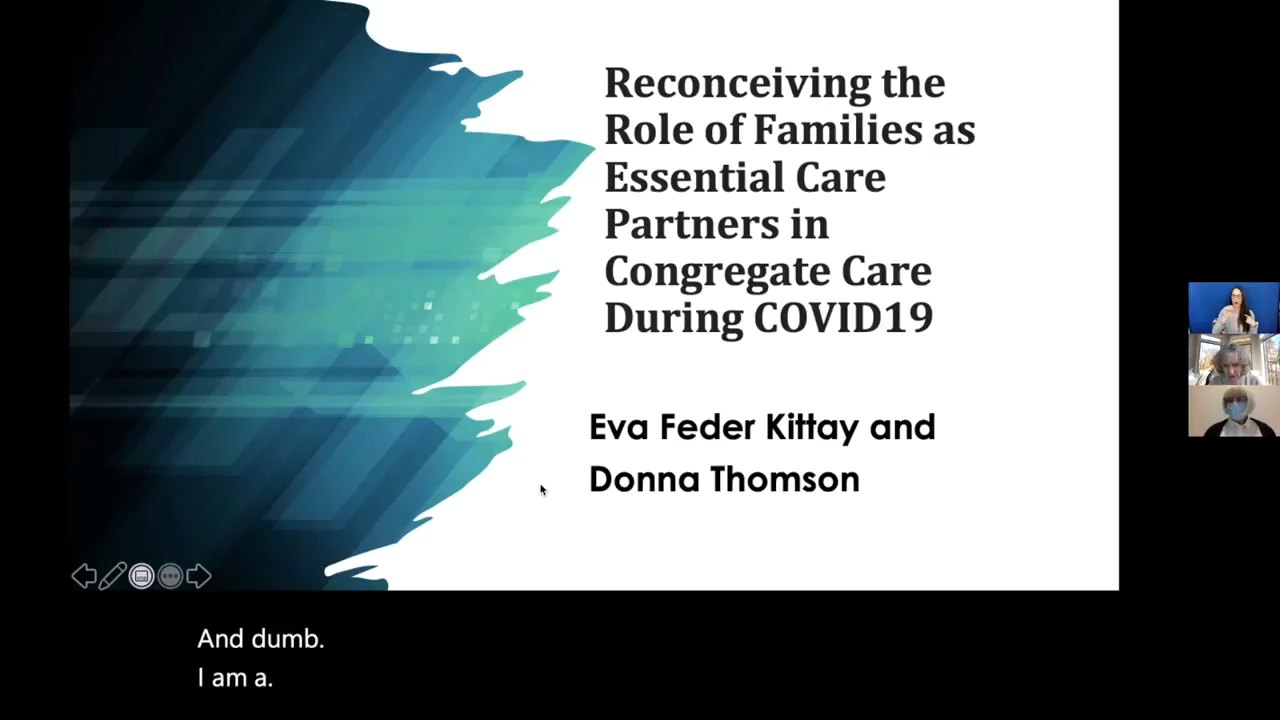 Reconceiving the
Role of Families as
Essential Care
Partners in
Congregate Care
During COVID19
Eva Feder Kittay and
Donna Thomson
And dumb.
I am a.